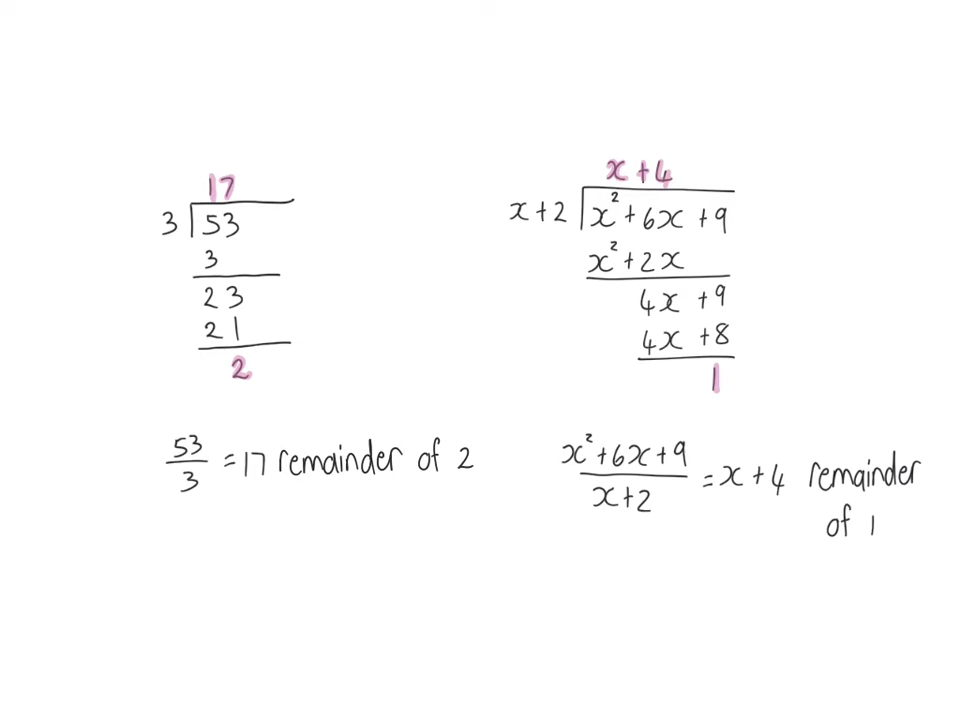 17
3 53
3
23
21
2
53/3 = 17 remainder of 2
x + 4
x + 2 x² + 6x + 9
x² + 2x
4x + 9
4x + 8
1
x² + 6x + 9
x + 2
= x + 4 remainder
of 1